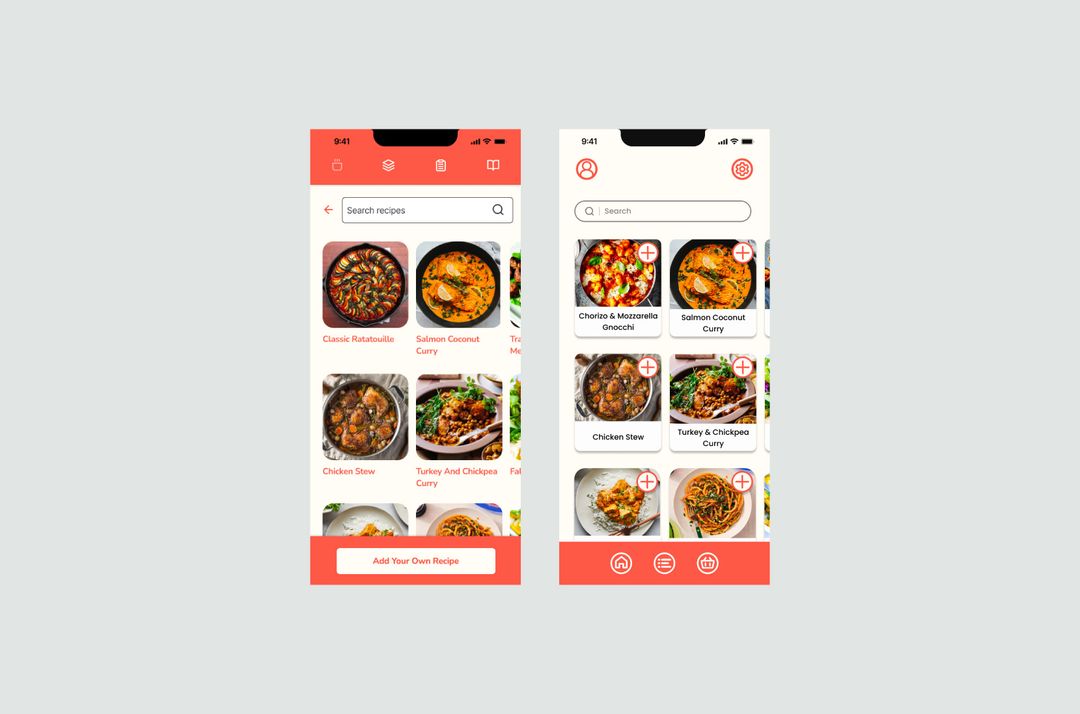 9:41
Search recipes
Classic Ratatouille
Salmon Coconut
Curry
Tra
Me
Chicken Stew
Turkey And Chickpea
Curry
Fal
Add Your Own Recipe
9:41
Search
Chorizo & Mozzarella
Gnocchi
Salmon Coconut
Curry
Chicken Stew
Turkey & Chickpea
Curry